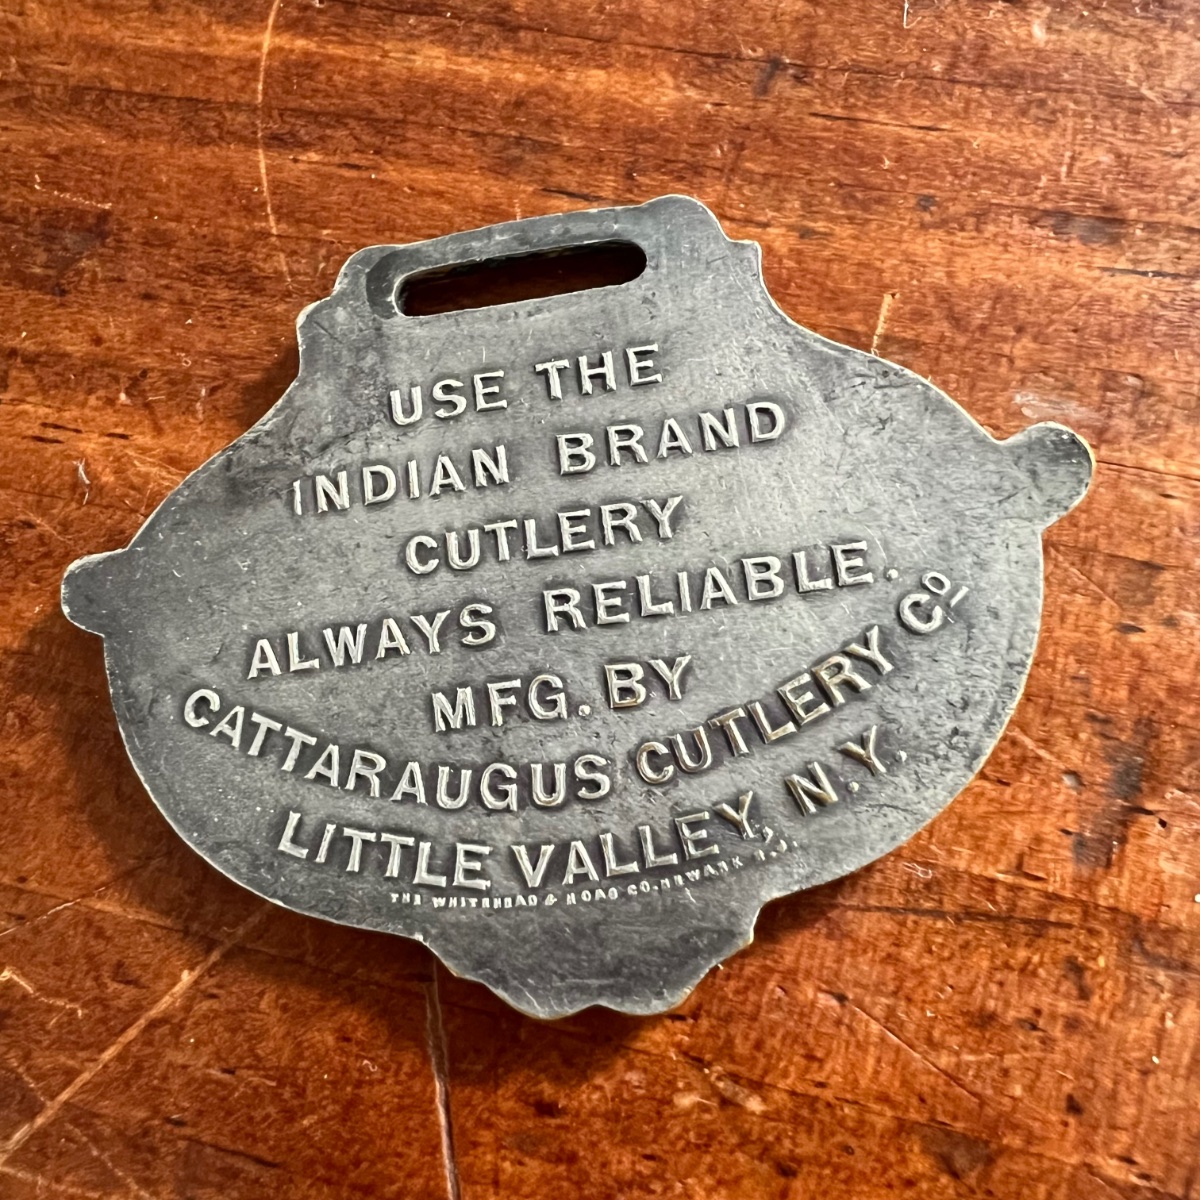 USE THE
INDIAN BRAND
CUTLERY
ALWAYS RELIABLE.
MFG. BY
CATTARAUGUS CUTLERY CO
LITTLE VALLEY, N.Y.
THE WHITEHEAD & HOAG CO. NEWARK N.J.